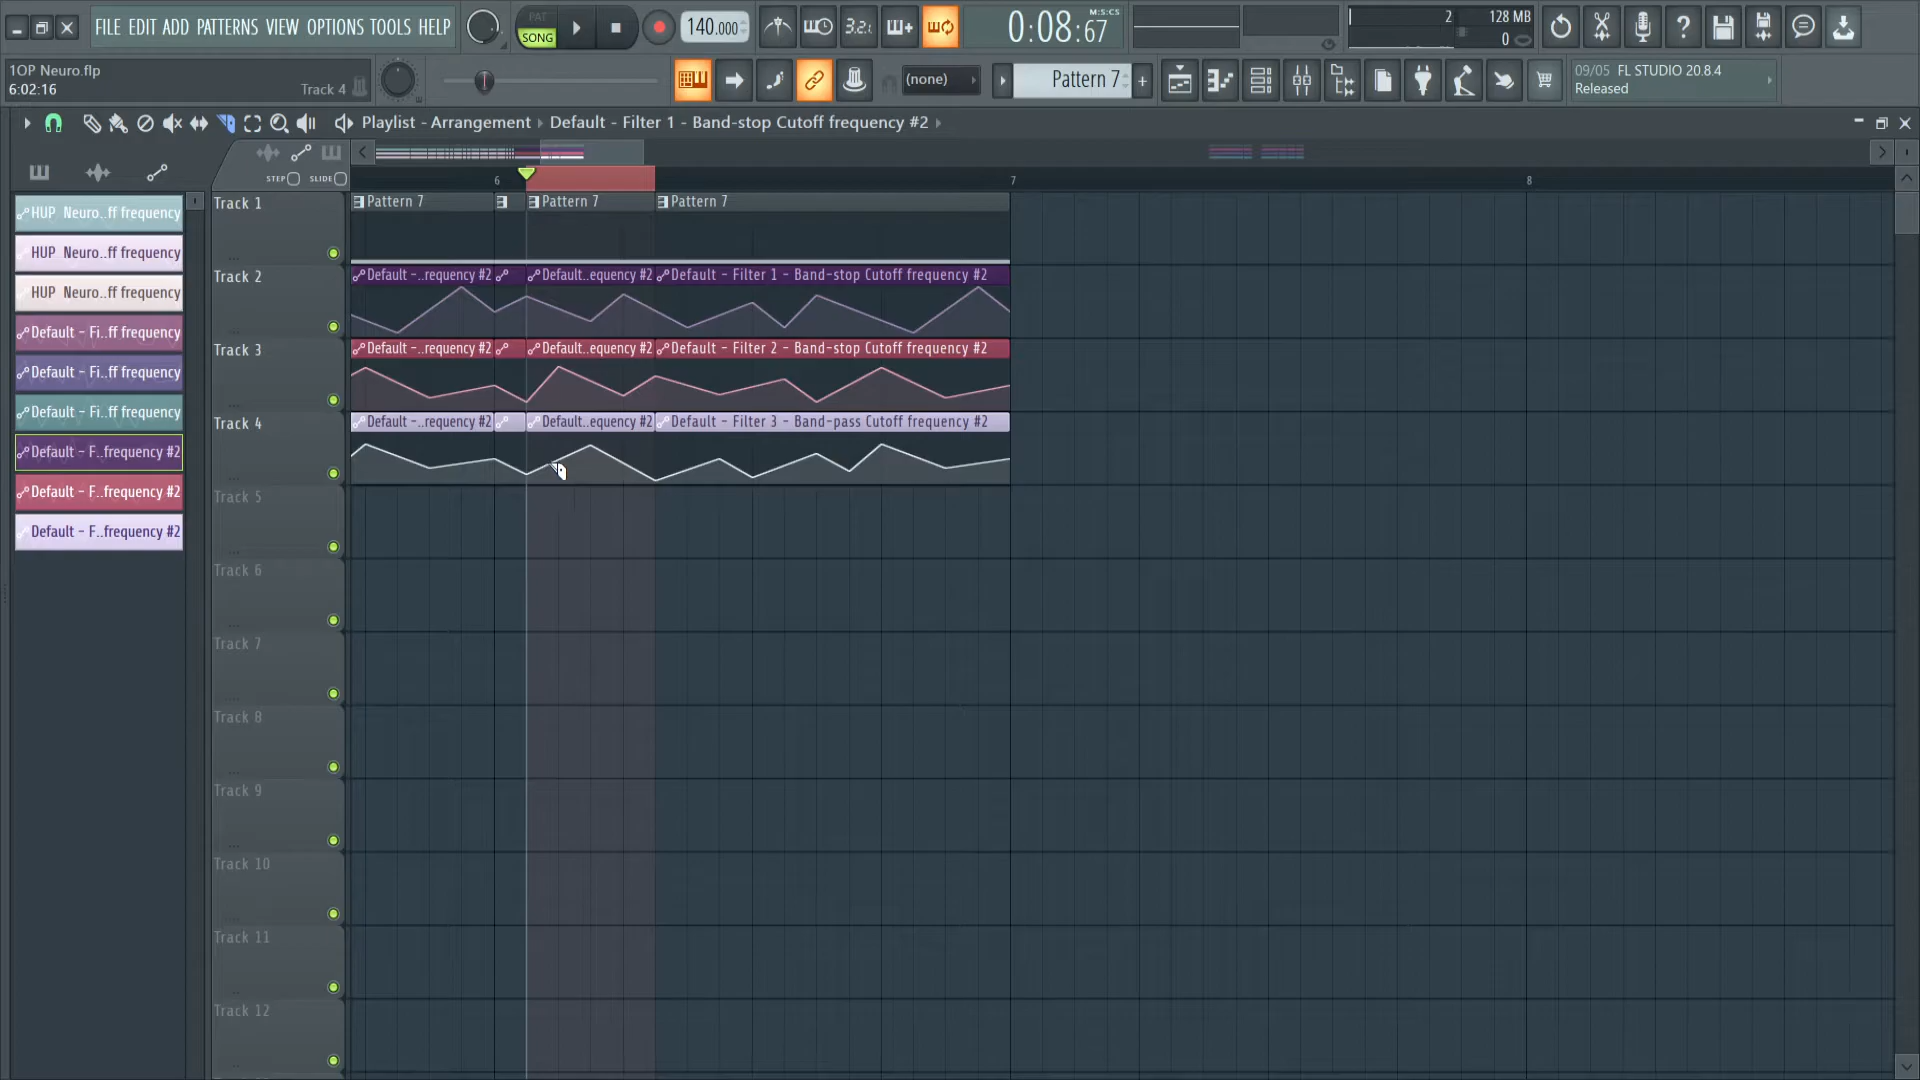 FILE EDIT ADD PATTERNS VIEW OPTIONS TOOLS HELP
PAT
SONG
140.000
3.2.
0:08:67
M:S:CS
2
128 MB
0
1OP Neuro.flp
6:02:16
Track 4
(none)
Pattern 7
09/05 FL STUDIO 20.8.4
Released
Playlist - Arrangement
Default - Filter 1 - Band-stop Cutoff frequency #2
STEP
SLIDE
6
7
8
HUP Neuro..ff frequency
HUP Neuro..ff frequency
HUP Neuro..ff frequency
Default - Fi..ff frequency
Default - Fi..ff frequency
Default - Fi..ff frequency
Default - F..frequency #2
Default - F..frequency #2
Default - F..frequency #2
Track 1
Pattern 7
Pattern 7
Pattern 7
Track 2
Default -..requency #2
Default..equency #2
Default - Filter 1 - Band-stop Cutoff frequency #2
Track 3
Default -..requency #2
Default..equency #2
Default - Filter 2 - Band-stop Cutoff frequency #2
Track 4
Default -..requency #2
Default..equency #2
Default - Filter 3 - Band-pass Cutoff frequency #2
Track 5
Track 6
Track 7
Track 8
Track 9
Track 10
Track 11
Track 12